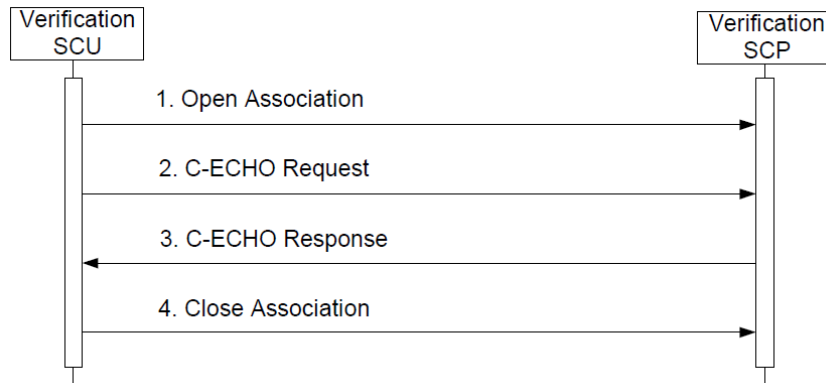 Verification
SCU
Verification
SCP
1. Open Association
2. C-ECHO Request
3. C-ECHO Response
4. Close Association